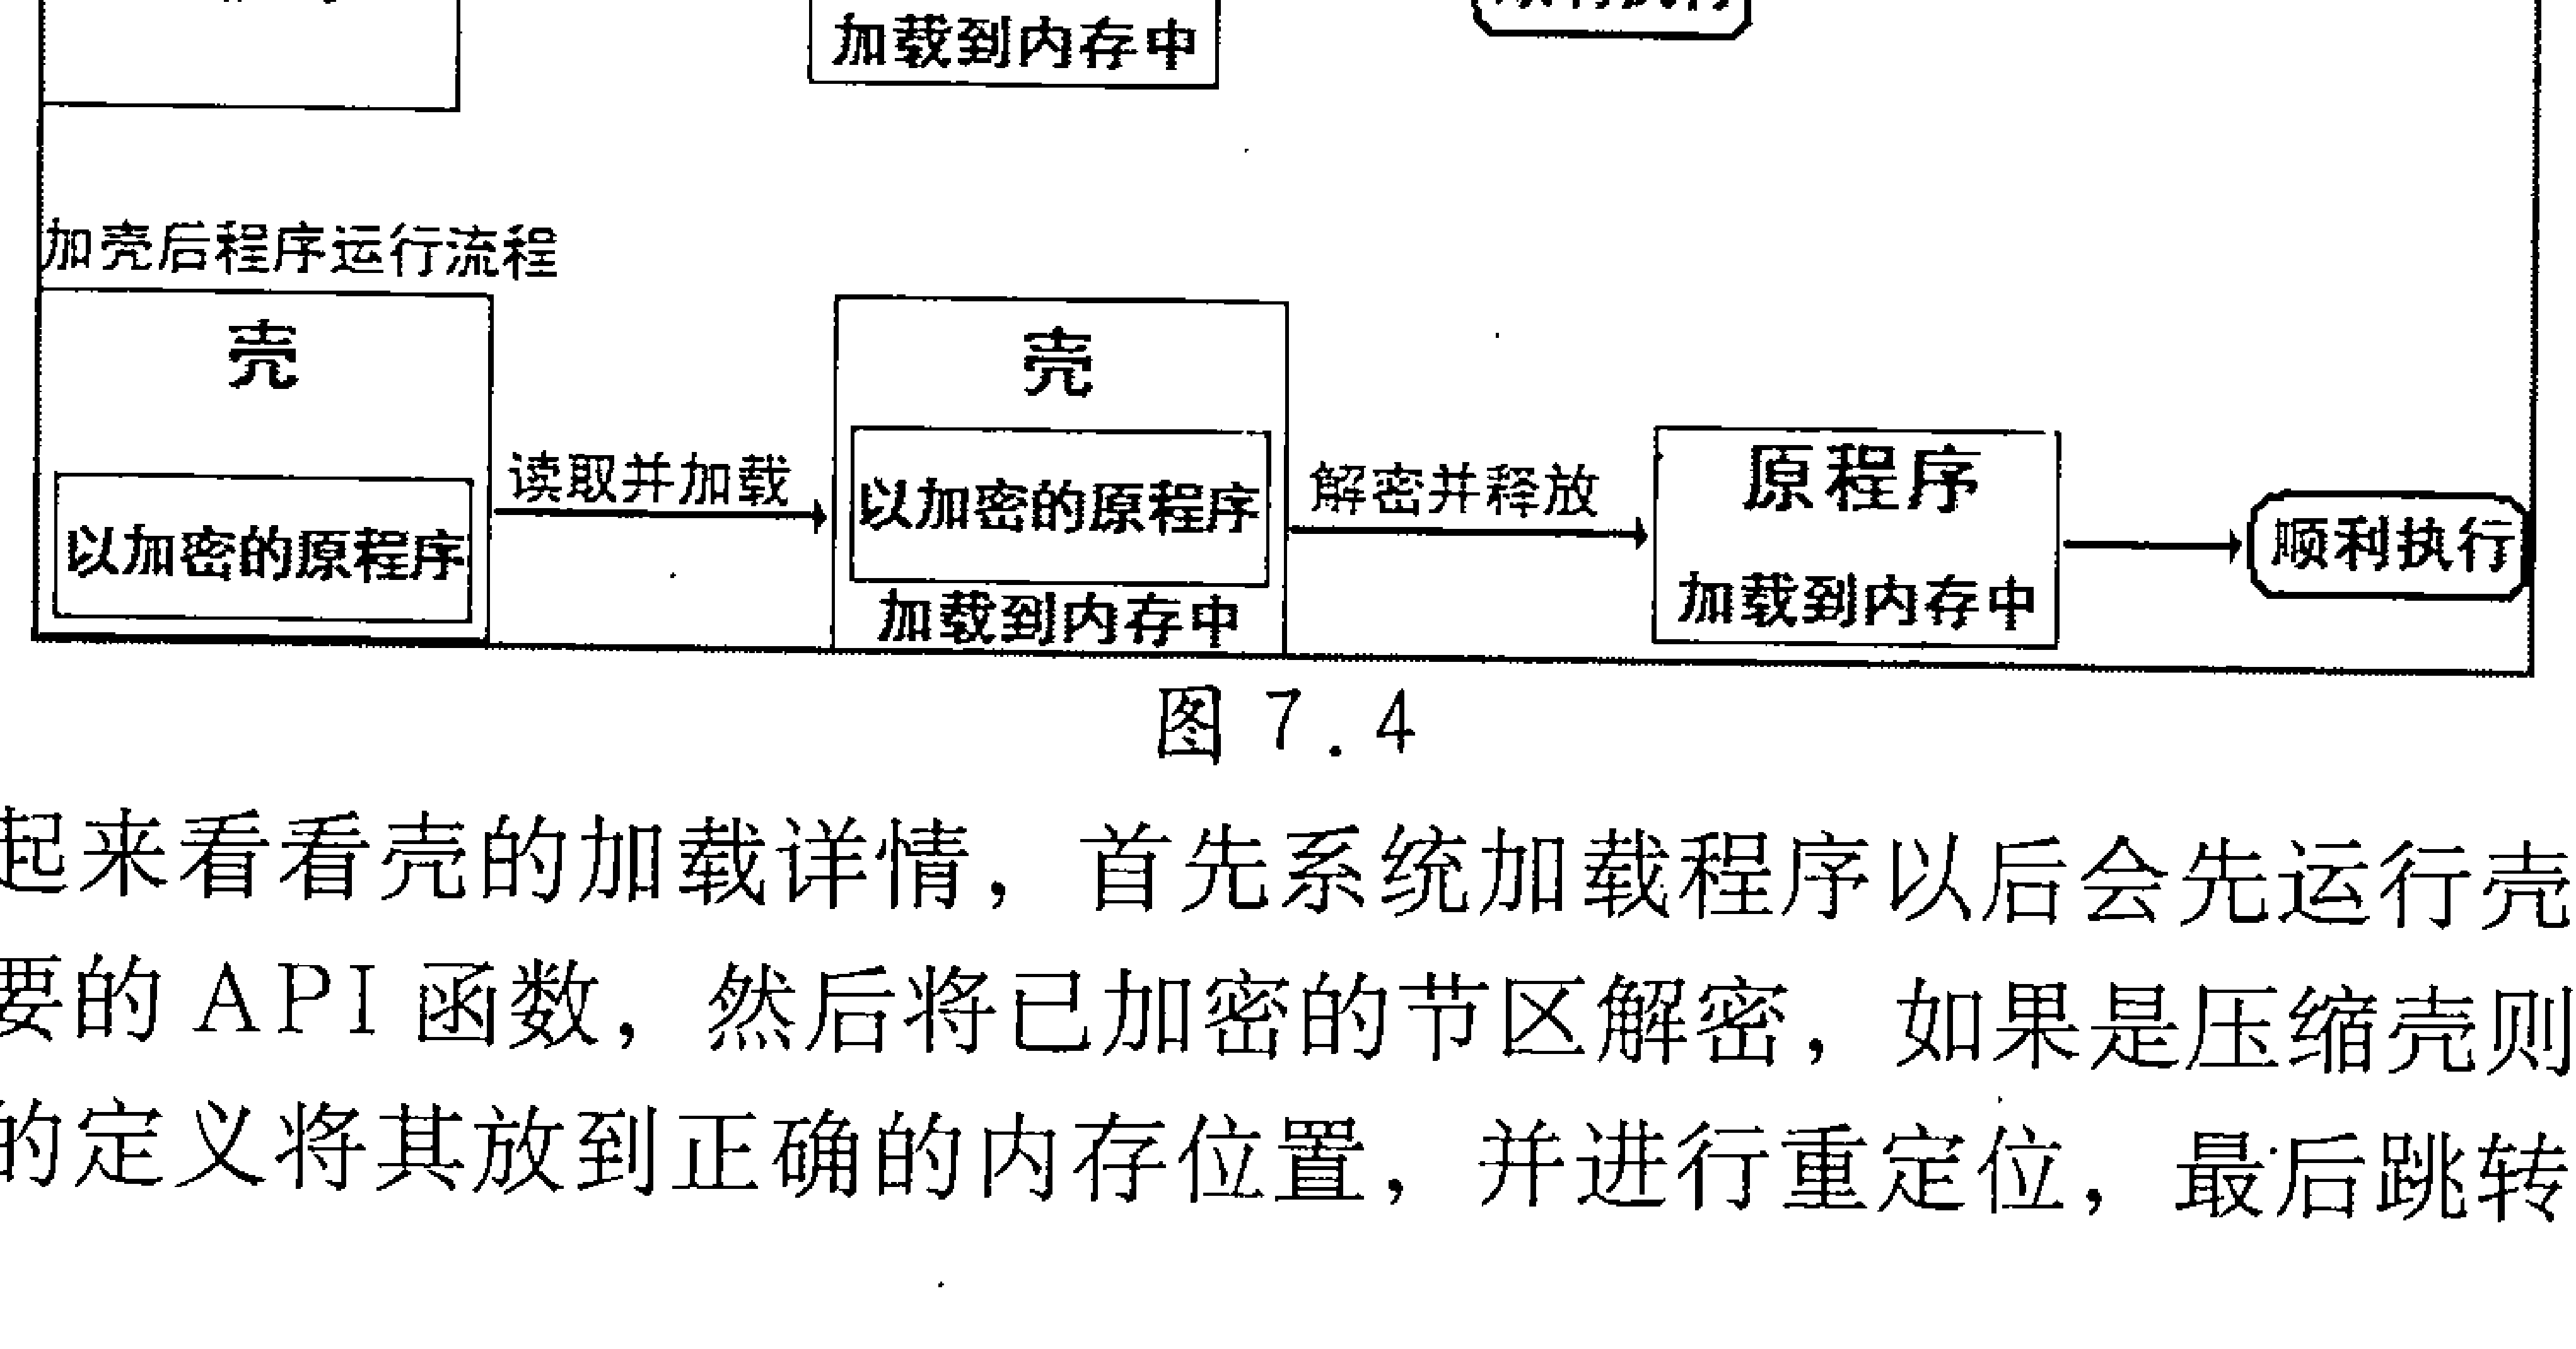 加载到内存中
加壳后程序运行流程
壳
壳
读取并加载
以加密的原程序
解密并释放
原程序
以加密的原程序
顺利执行
加载到内存中
加载到内存中
图 7.4
起来看看壳的加载详情，首先系统加载程序以后会先运行壳
要的 API 函数，然后将已加密的节区解密，如果是压缩壳则
的定义将其放到正确的内存位置，并进行重定位，最后跳转